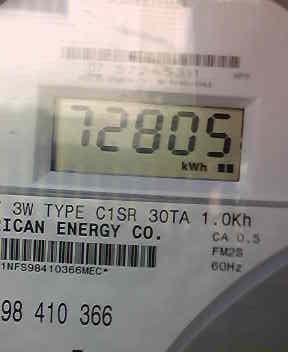 72805
kWh
3W TYPE C1SR 30TA 1.0Kh
RICAN ENERGY CO.
CA 0.5
FM2S
60Hz
1NFS98410366MEC*
98 410 366